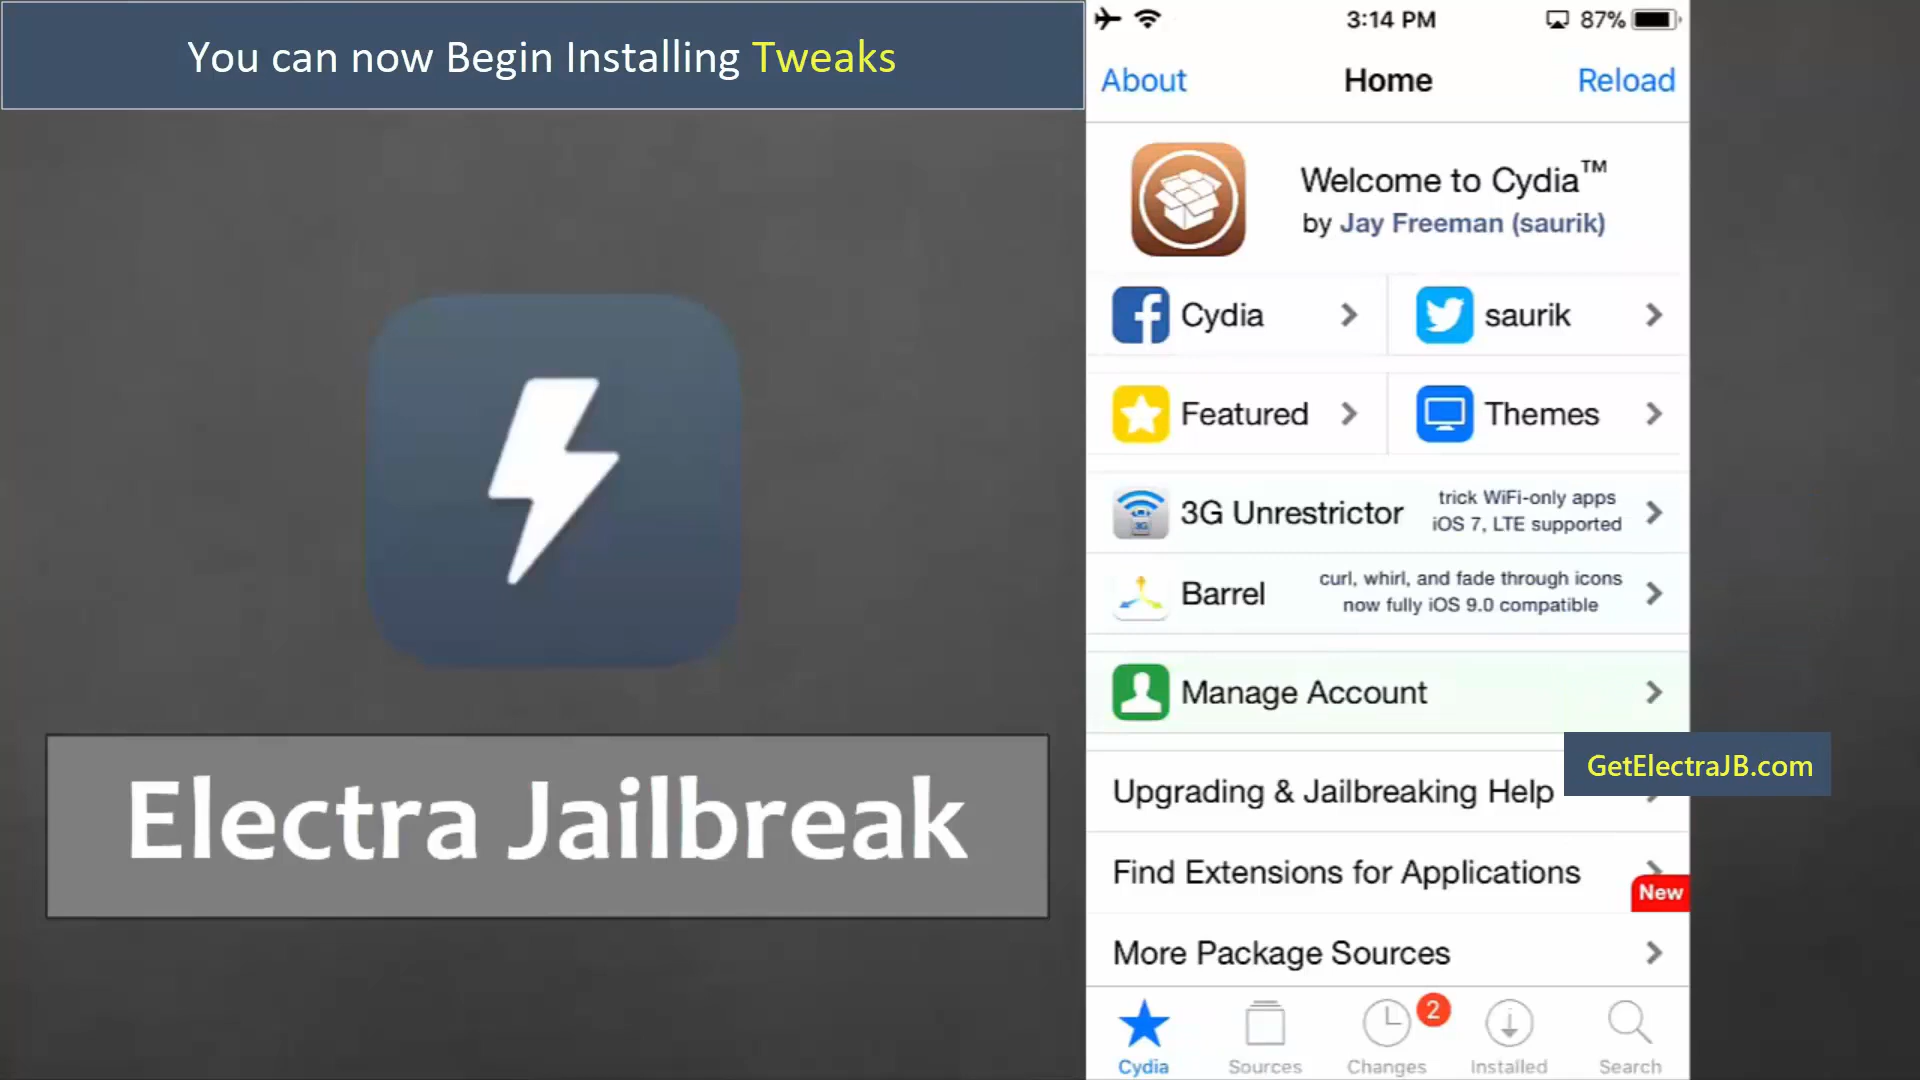 You can now Begin Installing Tweaks
Electra Jailbreak
3:14 PM
87%
About
Home
Reload
Welcome to Cydia™
by Jay Freeman (saurik)
Cydia
saurik
Featured
Themes
3G Unrestrictor
trick WiFi-only apps
iOS 7, LTE supported
Barrel
curl, whirl, and fade through icons
now fully iOS 9.0 compatible
Manage Account
GetElectraJB.com
Upgrading & Jailbreaking Help
Find Extensions for Applications
New
More Package Sources
2
Cydia
Sources
Changes
Installed
Search